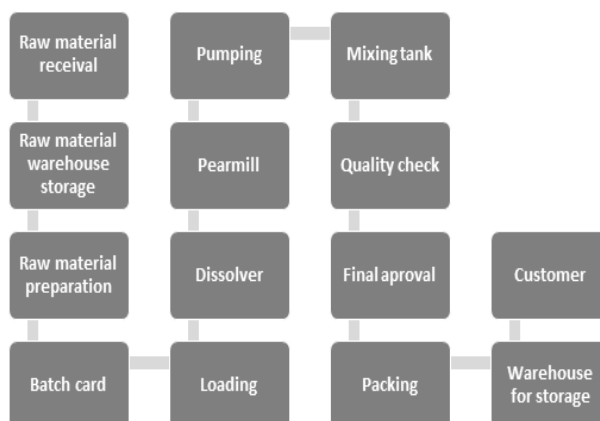 Raw material
receival
Raw material
warehouse
storage
Raw material
preparation
Batch card
Loading
Dissolver
Pearmill
Pumping
Mixing tank
Quality check
Final aproval
Packing
Warehouse
for storage
Customer